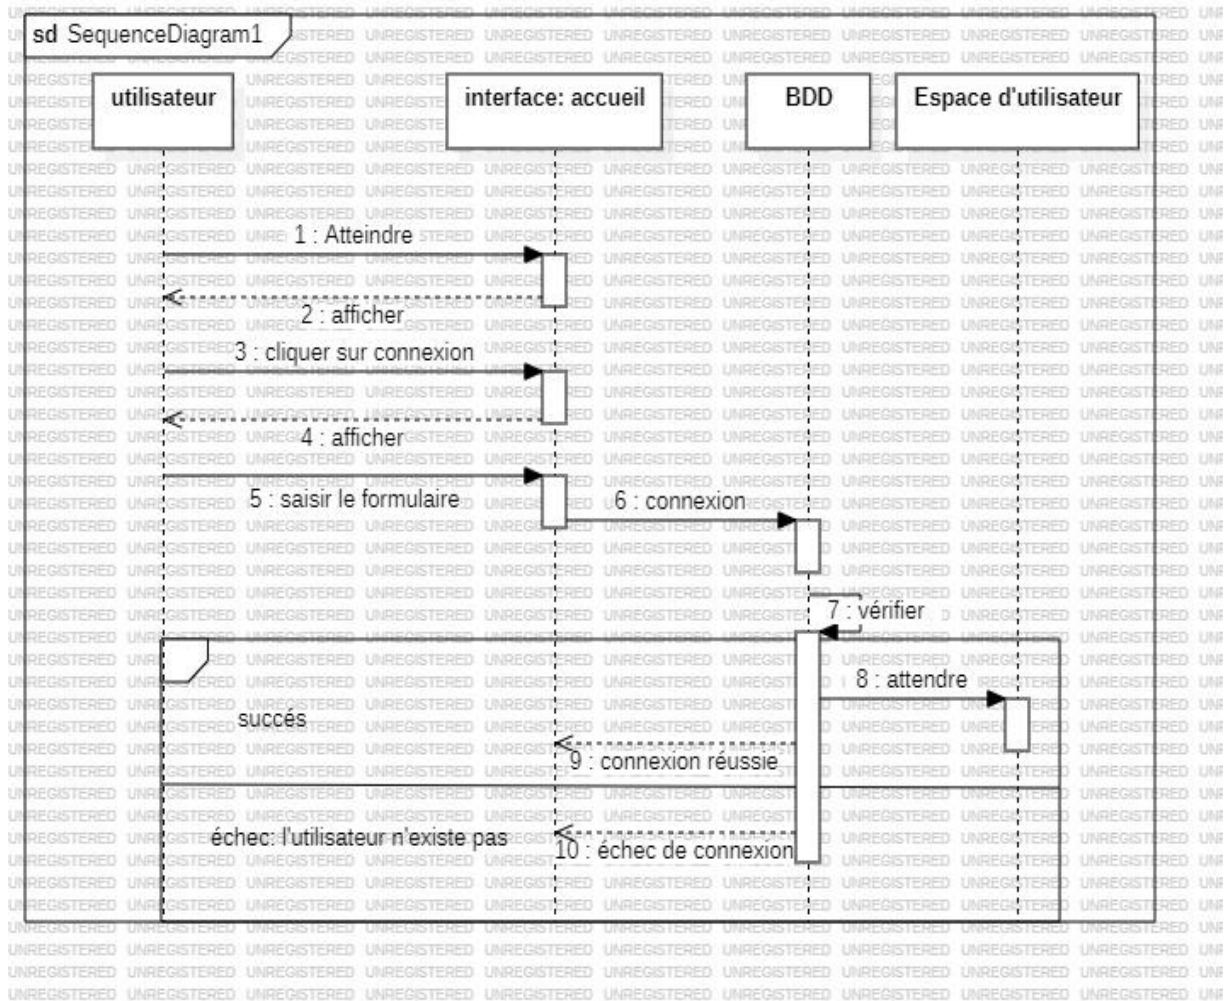 sd SequenceDiagram1
utilisateur
interface: accueil
BDD
Espace d'utilisateur
1 : Atteindre
2 : afficher
3 : cliquer sur connexion
4 : afficher
5 : saisir le formulaire
6 : connexion
7 : vérifier
8 : attendre
succés
9 : connexion réussie
échec: l'utilisateur n'existe pas
10 : échec de connexion
UNREGISTERED